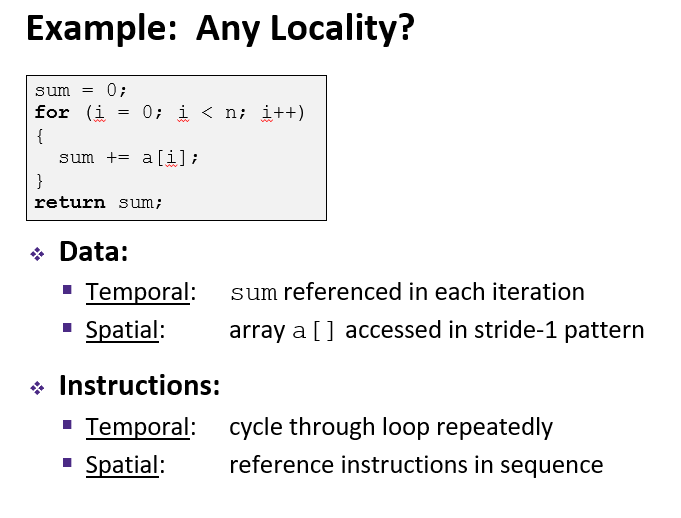 Example: Any Locality?
sum = 0;
for (i = 0; i < n; i++)
{
sum += a[i];
}
return sum;
Data:
Temporal: sum referenced in each iteration
Spatial: array a[] accessed in stride-1 pattern
Instructions:
Temporal: cycle through loop repeatedly
Spatial: reference instructions in sequence